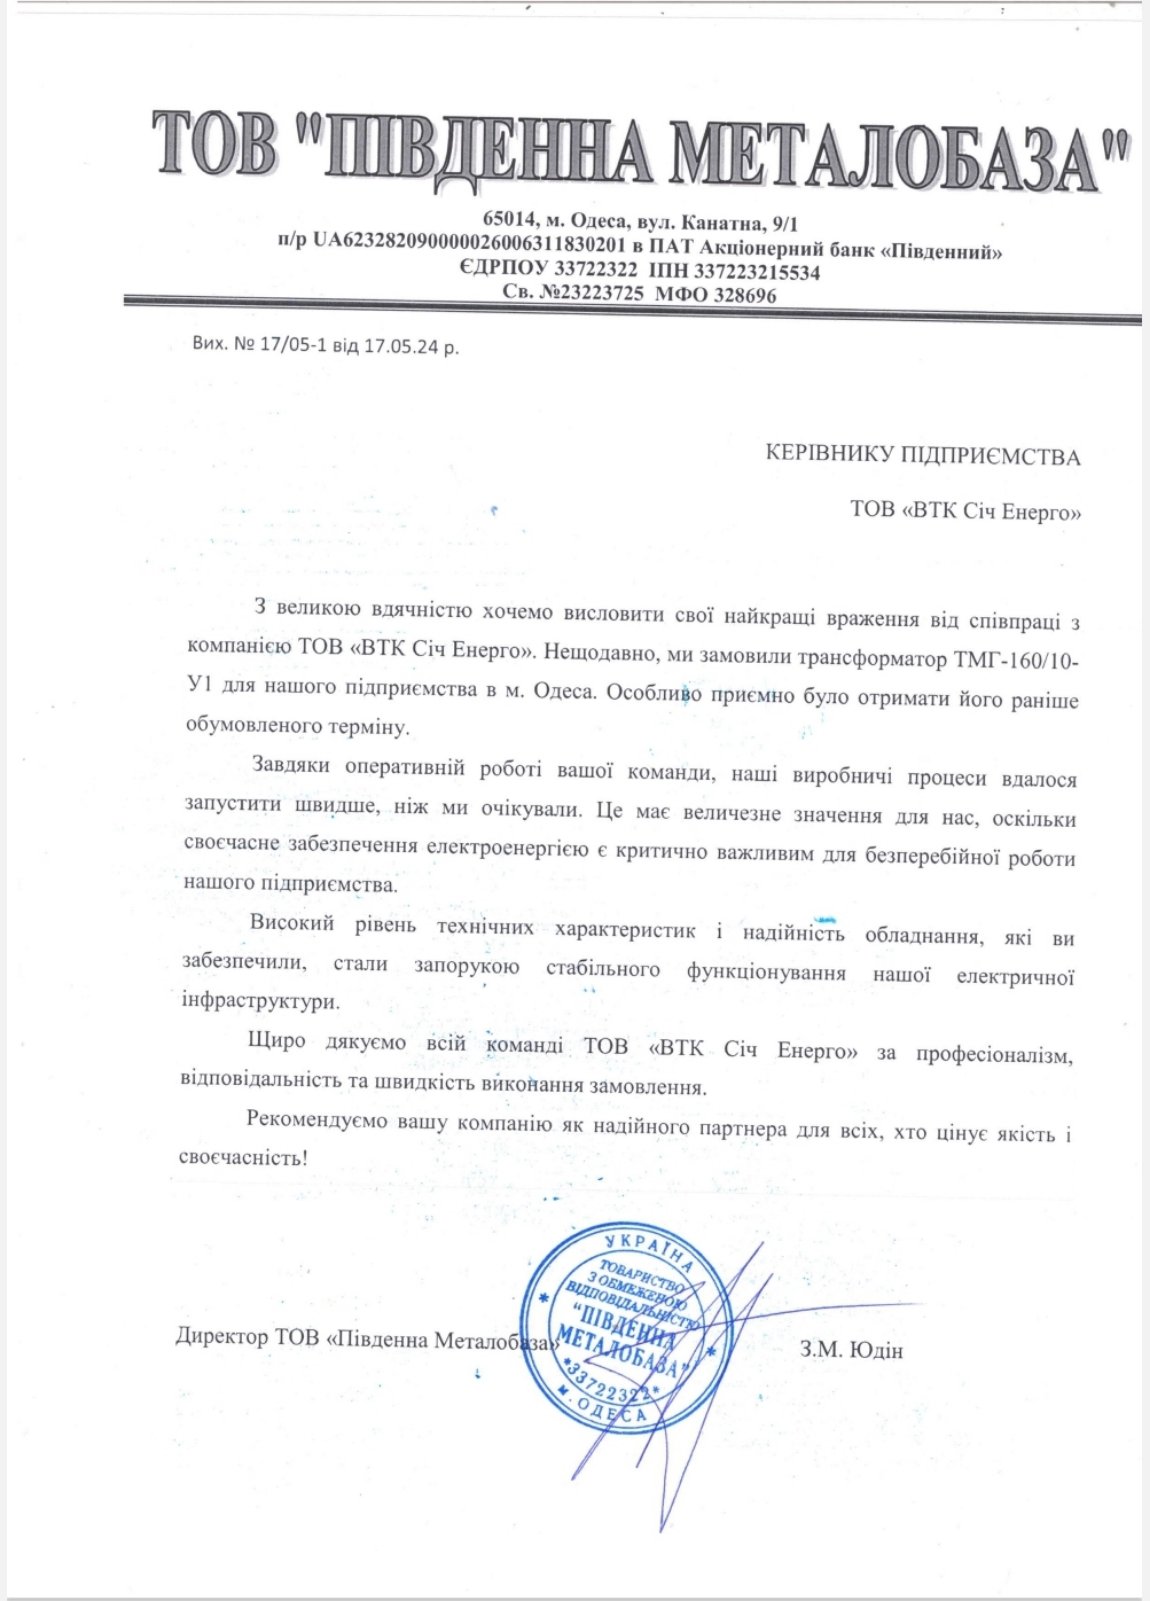 ТОВ "ПІВДЕННА МЕТАЛОБАЗА"
65014, м. Одеса, вул. Канатна, 9/1
п/р UA623282090000026006311830201 в ПАТ Акціонерний банк «Південний»
ЄДРПОУ 33722322 ІПН 337223215534
Св. №23223725 МФО 328696
Вих. № 17/05-1 від 17.05.24 р.
КЕРІВНИКУ ПІДПРИЄМСТВА
ТОВ «ВТК Січ Енерго»
З великою вдячністю хочемо висловити свої найкращі враження від співпраці з
компанією ТОВ «ВТК Січ Енерго». Нещодавно, ми замовили трансформатор ТМГ-160/10-
У1 для нашого підприємства в м. Одеса. Особливо приємно було отримати його раніше
обумовленого терміну.
Завдяки оперативній роботі вашої команди, наші виробничі процеси вдалося
запустити швидше, ніж ми очікували. Це має величезне значення для нас, оскільки
своєчасне забезпечення електроенергією є критично важливим для безперебійної роботи
нашого підприємства.
Високий рівень технічних характеристик і надійність обладнання, які ви
забезпечили, стали запорукою стабільного функціонування нашої електричної
інфраструктури.
Щиро дякуємо всій команді ТОВ «ВТК Січ Енерго» за професіоналізм,
відповідальність та швидкість виконання замовлення.
Рекомендуємо вашу компанію як надійного партнера для всіх, хто цінує якість і
своєчасність!
Директор ТОВ «Південна Металобаза»
З.М. Юдін
УКРАЇНА
ТОВАРИСТВО
З ОБМЕЖЕНОЮ
ВІДПОВІДАЛЬНІСТЮ
"ПІВДЕННА
МЕТАЛОБАЗА"
*33722322*
м. ОДЕСА